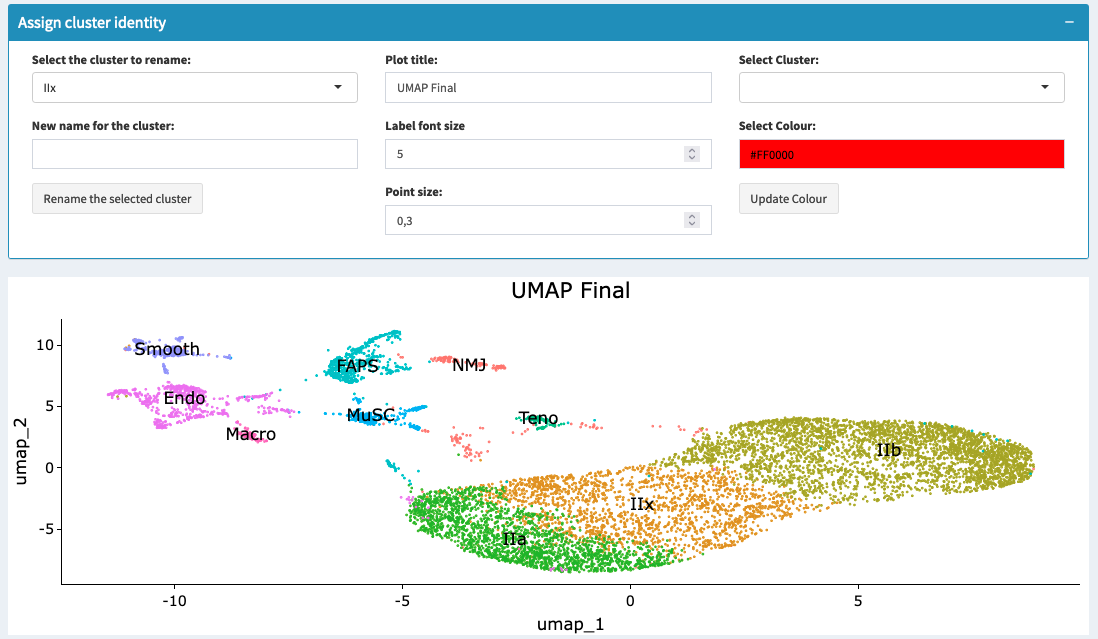 Assign cluster identity
Select the cluster to rename:
IIx
New name for the cluster:
Rename the selected cluster
Plot title:
UMAP Final
Label font size
5
Point size:
0,3
Select Cluster:
Select Colour:
#FF0000
Update Colour
UMAP Final
umap_2
10
5
0
-5
Smooth
FAPS
NMJ
Endo
MuSC
Teno
Macro
IIb
IIx
IIa
-10
-5
0
5
umap_1